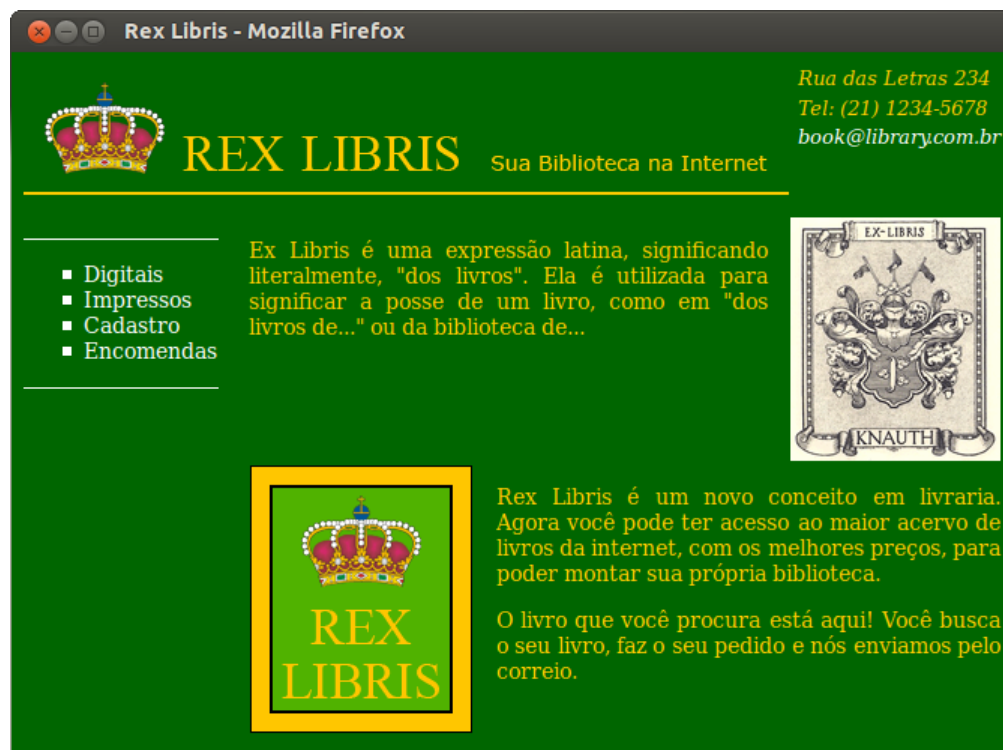 Rex Libris - Mozilla Firefox
REX LIBRIS Sua Biblioteca na Internet
Rua das Letras 234
Tel: (21) 1234-5678
book@library.com.br
Digitais
Impressos
Cadastro
Encomendas
Ex Libris é uma expressão latina, significando
literalmente, "dos livros". Ela é utilizada para
significar a posse de um livro, como em "dos
livros de..." ou da biblioteca de...
EX-LIBRIS
KNAUTH
REX
LIBRIS
Rex Libris é um novo conceito em livraria.
Agora você pode ter acesso ao maior acervo de
livros da internet, com os melhores preços, para
poder montar sua própria biblioteca.
O livro que você procura está aqui! Você busca
o seu livro, faz o seu pedido e nós enviamos pelo
correio.